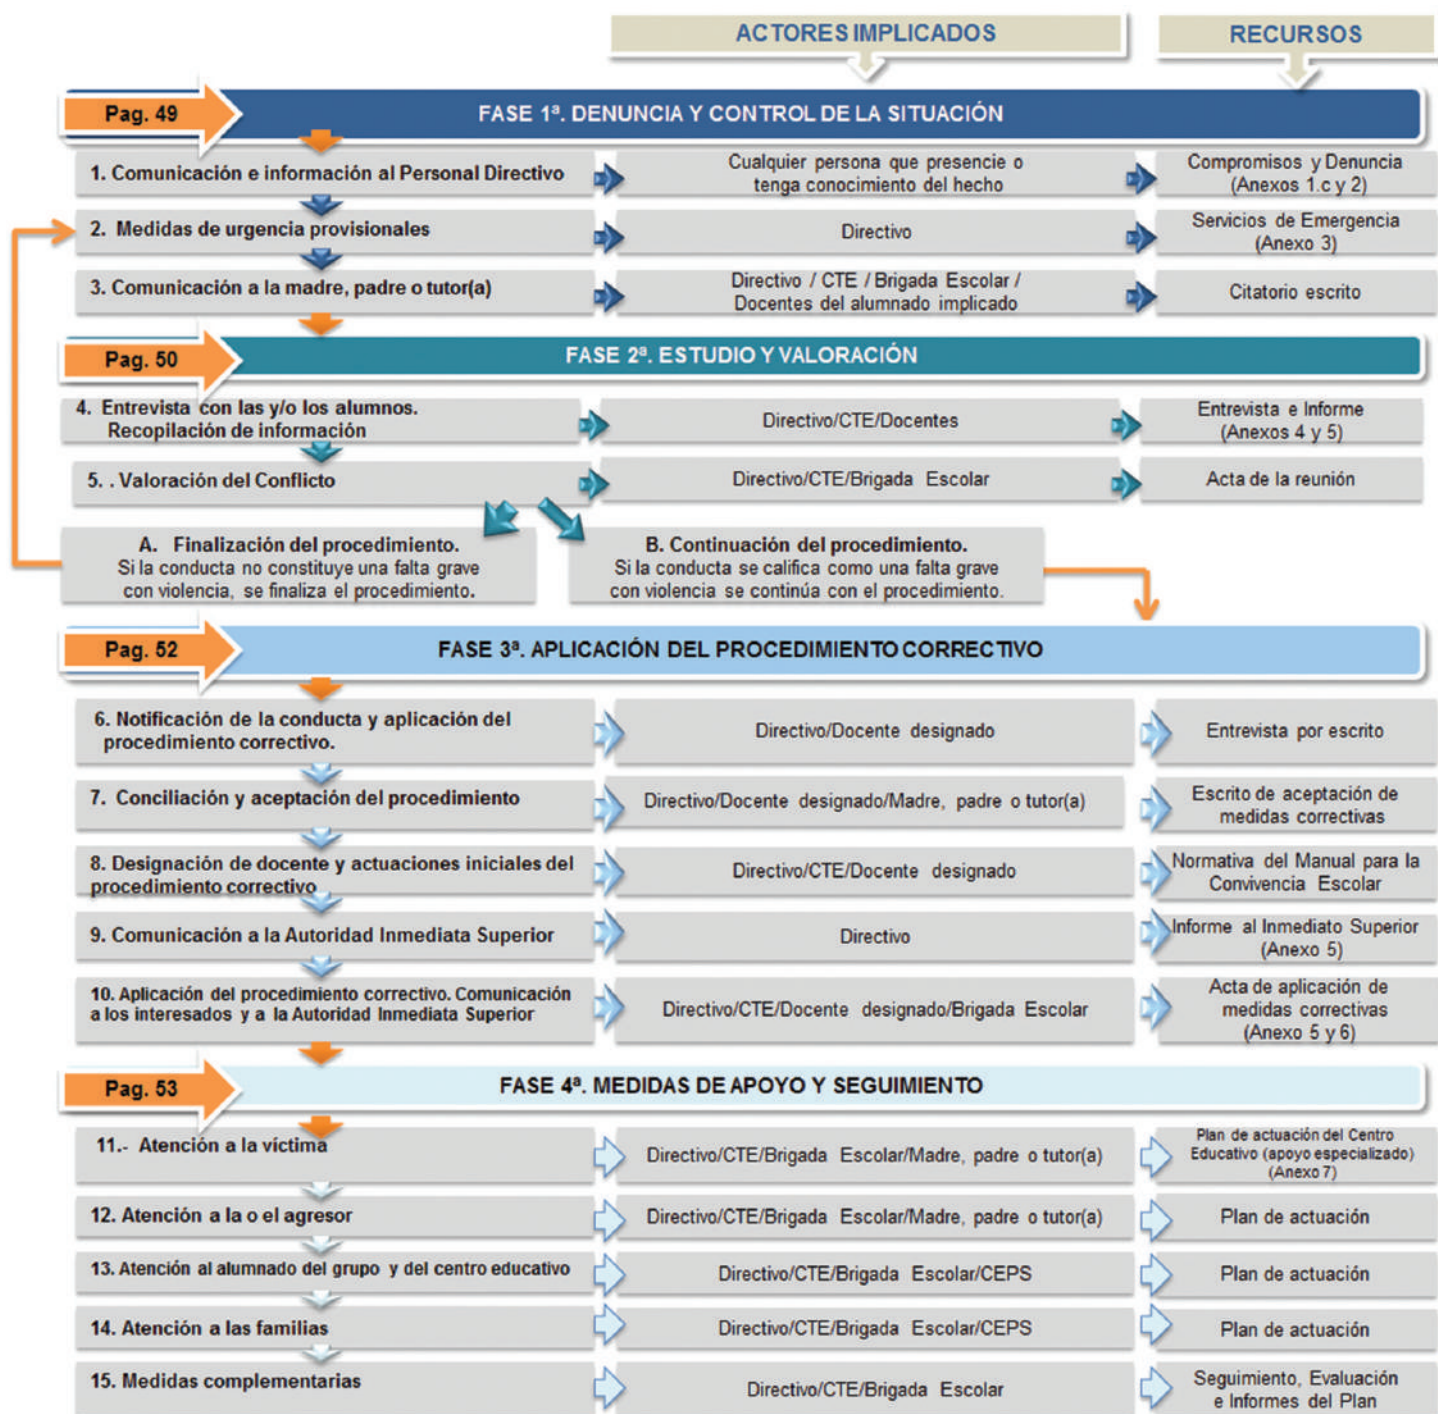 ACTORES IMPLICADOS
RECURSOS
Pag. 49
FASE 1ª. DENUNCIA Y CONTROL DE LA SITUACIÓN
1. Comunicación e información al Personal Directivo
Cualquier persona que presencie o
tenga conocimiento del hecho
Compromisos y Denuncia
(Anexos 1.c y 2)
2. Medidas de urgencia provisionales
Directivo
Servicios de Emergencia
(Anexo 3)
3. Comunicación a la madre, padre o tutor(a)
Directivo / CTE / Brigada Escolar /
Docentes del alumnado implicado
Citatorio escrito
Pag. 50
FASE 2ª. ESTUDIO Y VALORACIÓN
4. Entrevista con las y/o los alumnos.
Recopilación de información
Directivo/CTE/Docentes
Entrevista e Informe
(Anexos 4 y 5)
5. . Valoración del Conflicto
Directivo/CTE/Brigada Escolar
Acta de la reunión
A. Finalización del procedimiento.
Si la conducta no constituye una falta grave
con violencia, se finaliza el procedimiento.
B. Continuación del procedimiento.
Si la conducta se califica como una falta grave
con violencia se continúa con el procedimiento.
Pag. 52
FASE 3ª. APLICACIÓN DEL PROCEDIMIENTO CORRECTIVO
6. Notificación de la conducta y aplicación del
procedimiento correctivo.
Directivo/Docente designado
Entrevista por escrito
7. Conciliación y aceptación del procedimiento
Directivo/Docente designado/Madre, padre o tutor(a)
Escrito de aceptación de
medidas correctivas
8. Designación de docente y actuaciones iniciales del
procedimiento correctivo
Directivo/CTE/Docente designado
Normativa del Manual para la
Convivencia Escolar
9. Comunicación a la Autoridad Inmediata Superior
Directivo
Informe al Inmediato Superior
(Anexo 5)
10. Aplicación del procedimiento correctivo. Comunicación
a los interesados y a la Autoridad Inmediata Superior
Directivo/CTE/Docente designado/Brigada Escolar
Acta de aplicación de
medidas correctivas
(Anexo 5 y 6)
Pag. 53
FASE 4ª. MEDIDAS DE APOYO Y SEGUIMIENTO
11.- Atención a la víctima
Directivo/CTE/Brigada Escolar/Madre, padre o tutor(a)
Plan de actuación del Centro
Educativo (apoyo especializado)
(Anexo 7)
12. Atención a la o el agresor
Directivo/CTE/Brigada Escolar/Madre, padre o tutor(a)
Plan de actuación
13. Atención al alumnado del grupo y del centro educativo
Directivo/CTE/Brigada Escolar/CEPS
Plan de actuación
14. Atención a las familias
Directivo/CTE/Brigada Escolar/CEPS
Plan de actuación
15. Medidas complementarias
Directivo/CTE/Brigada Escolar
Seguimiento, Evaluación
e Informes del Plan